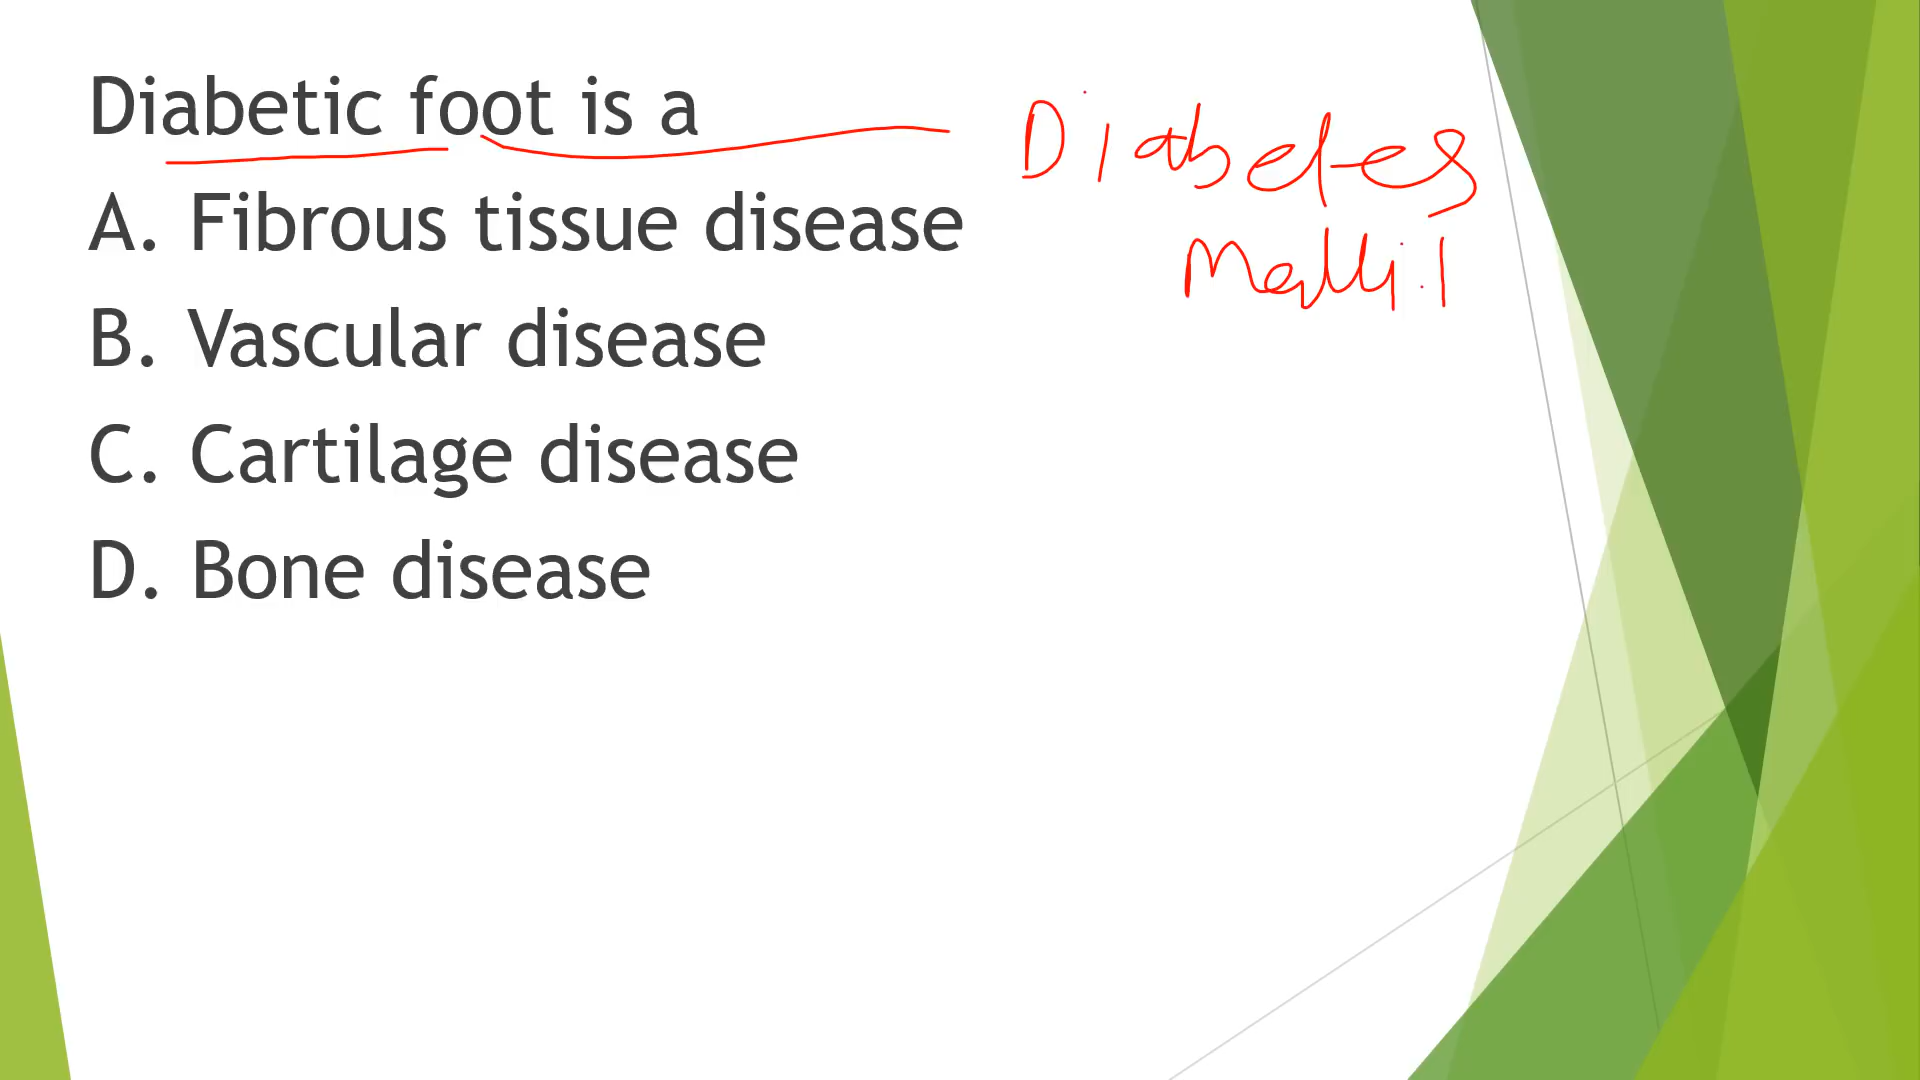 Diabetic foot is a
A. Fibrous tissue disease
B. Vascular disease
C. Cartilage disease
D. Bone disease
Diabetes